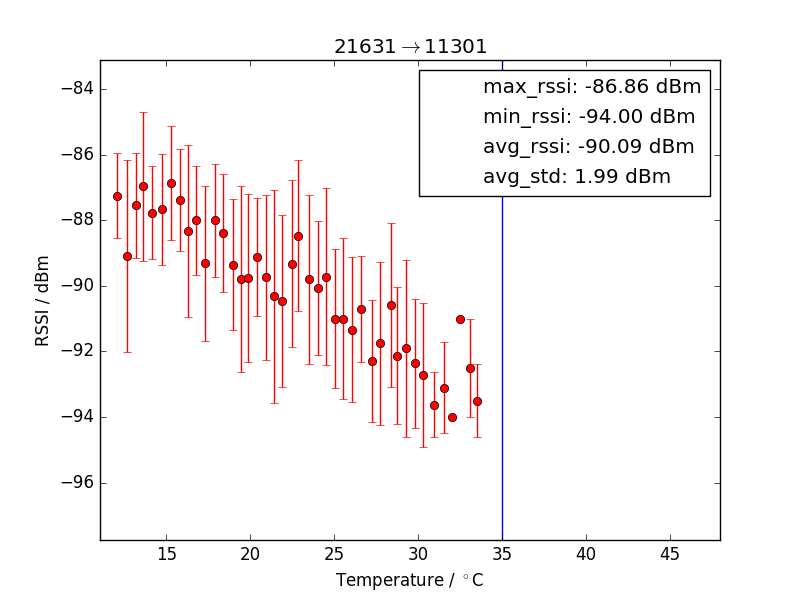 21631→11301
max_rssi: -86.86 dBm
min_rssi: -94.00 dBm
avg_rssi: -90.09 dBm
avg_std: 1.99 dBm
−84
−86
−88
−90
−92
−94
−96
RSSI / dBm
15 20 25 30 35 40 45
Temperature / °C